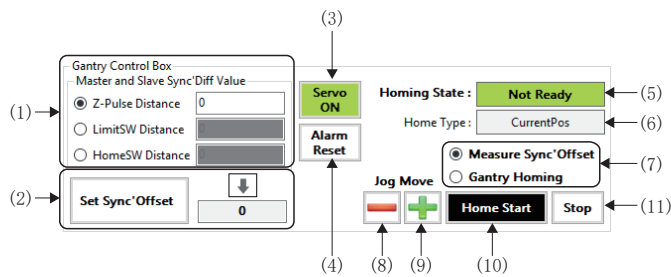 (3)
Gantry Control Box
Master and Slave Sync'Diff Value
(1)
Z-Pulse Distance 0
LimitSW Distance 0
HomeSW Distance 0
Servo ON
Alarm Reset
Homing State : Not Ready (5)
Home Type : CurrentPos (6)
Measure Sync'Offset
Gantry Homing
(7)
(2)
Set Sync'Offset
0
Jog Move
Home Start
Stop
(11)
(4)
(8)
(9)
(10)